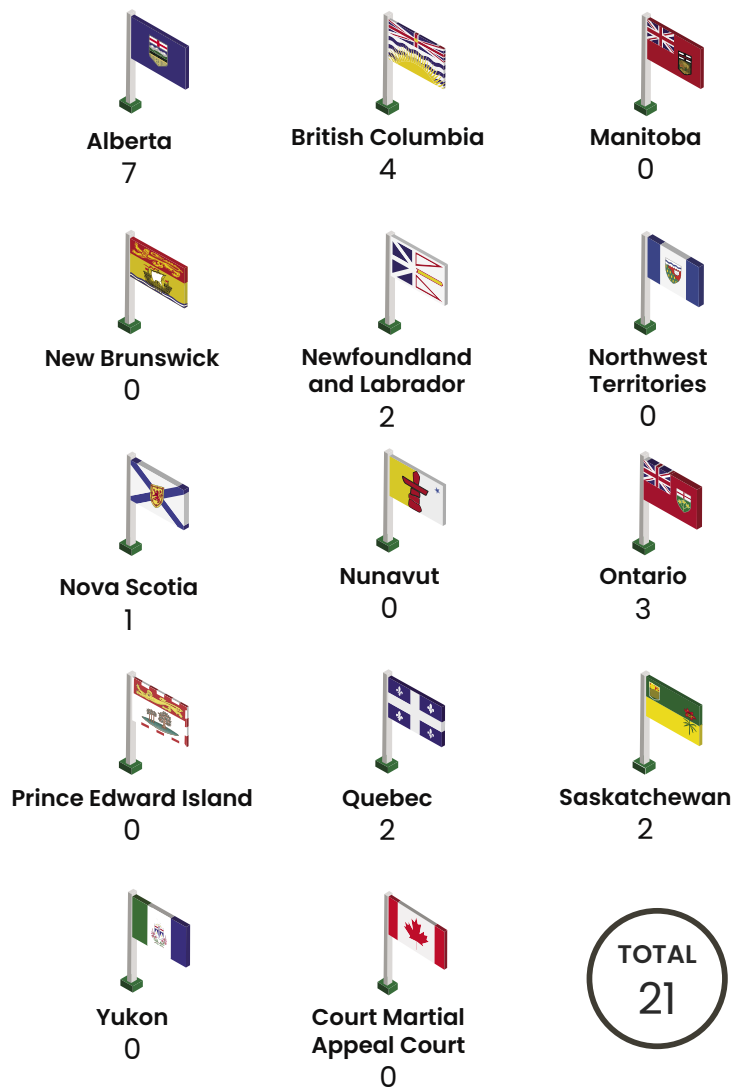 Alberta
7
British Columbia
4
Manitoba
0
New Brunswick
0
Newfoundland
and Labrador
2
Northwest
Territories
0
Nova Scotia
1
Nunavut
0
Ontario
3
Prince Edward Island
0
Quebec
2
Saskatchewan
2
Yukon
0
Court Martial
Appeal Court
0
TOTAL
21